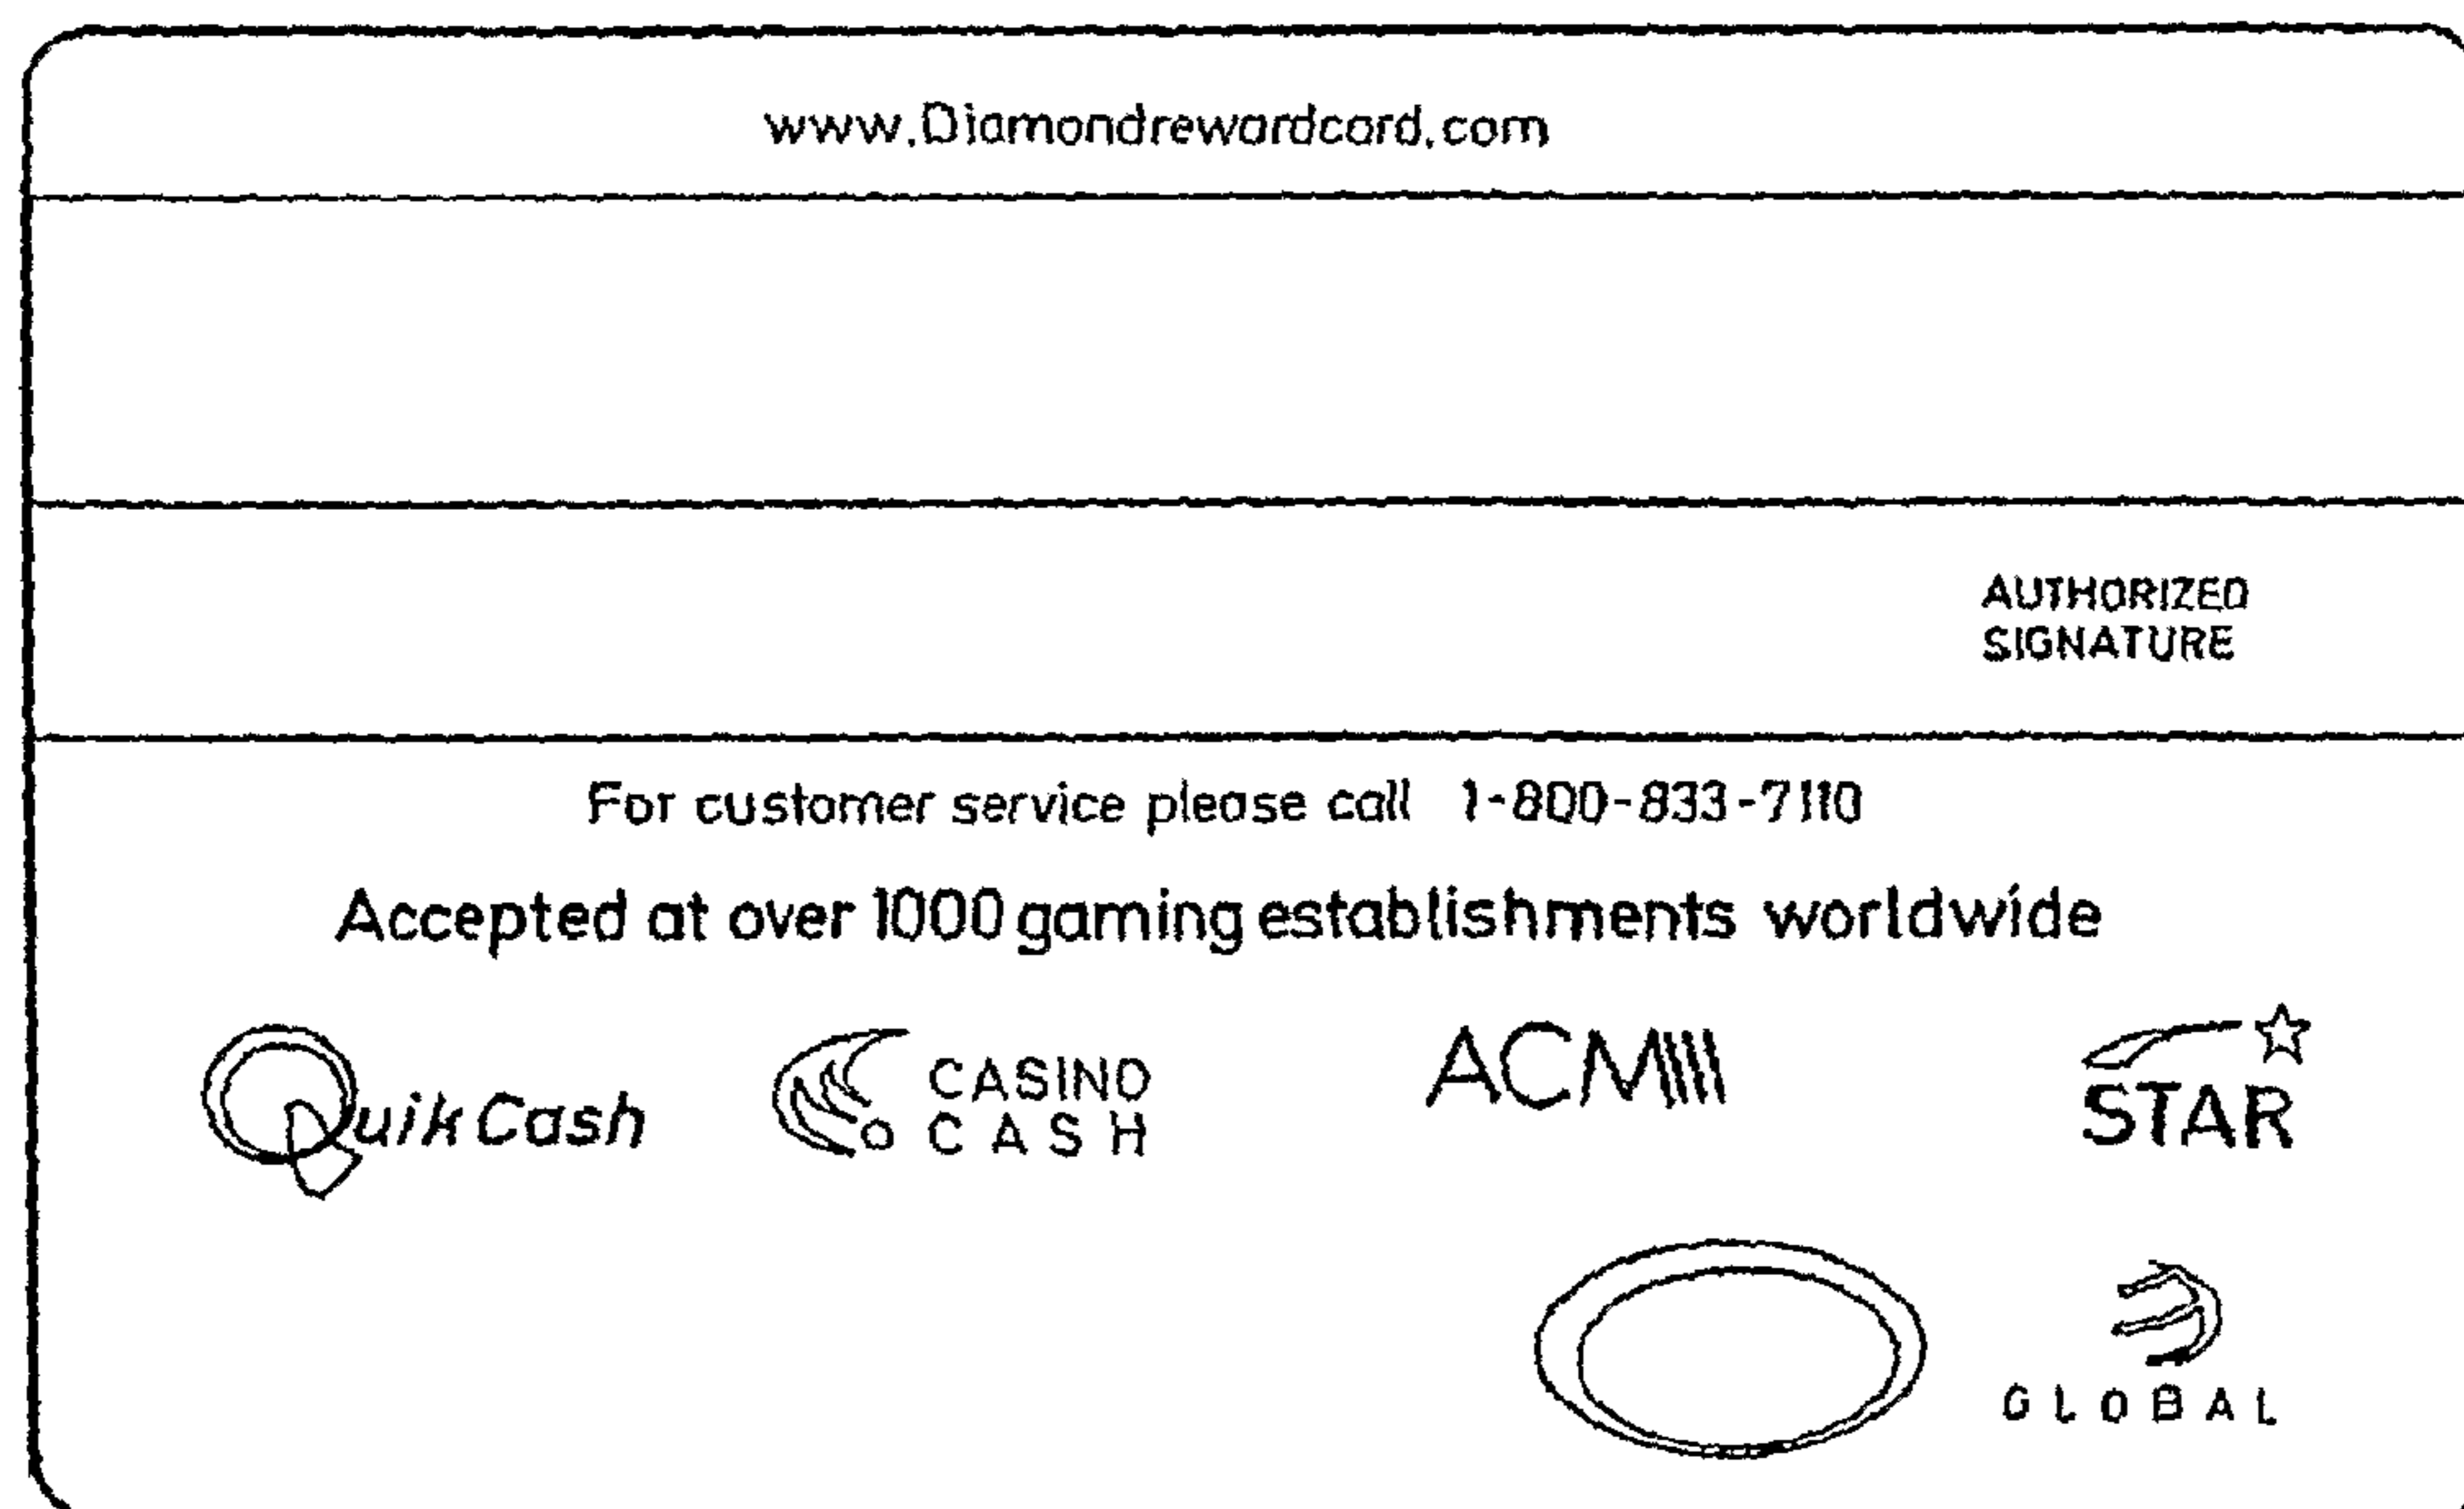 www.Diamondrewardcard.com
AUTHORIZED
SIGNATURE
For customer service please call 1-800-833-7110
Accepted at over 1000 gaming establishments worldwide
QuikCash
CASINO
CASH
ACM
STAR
GLOBAL